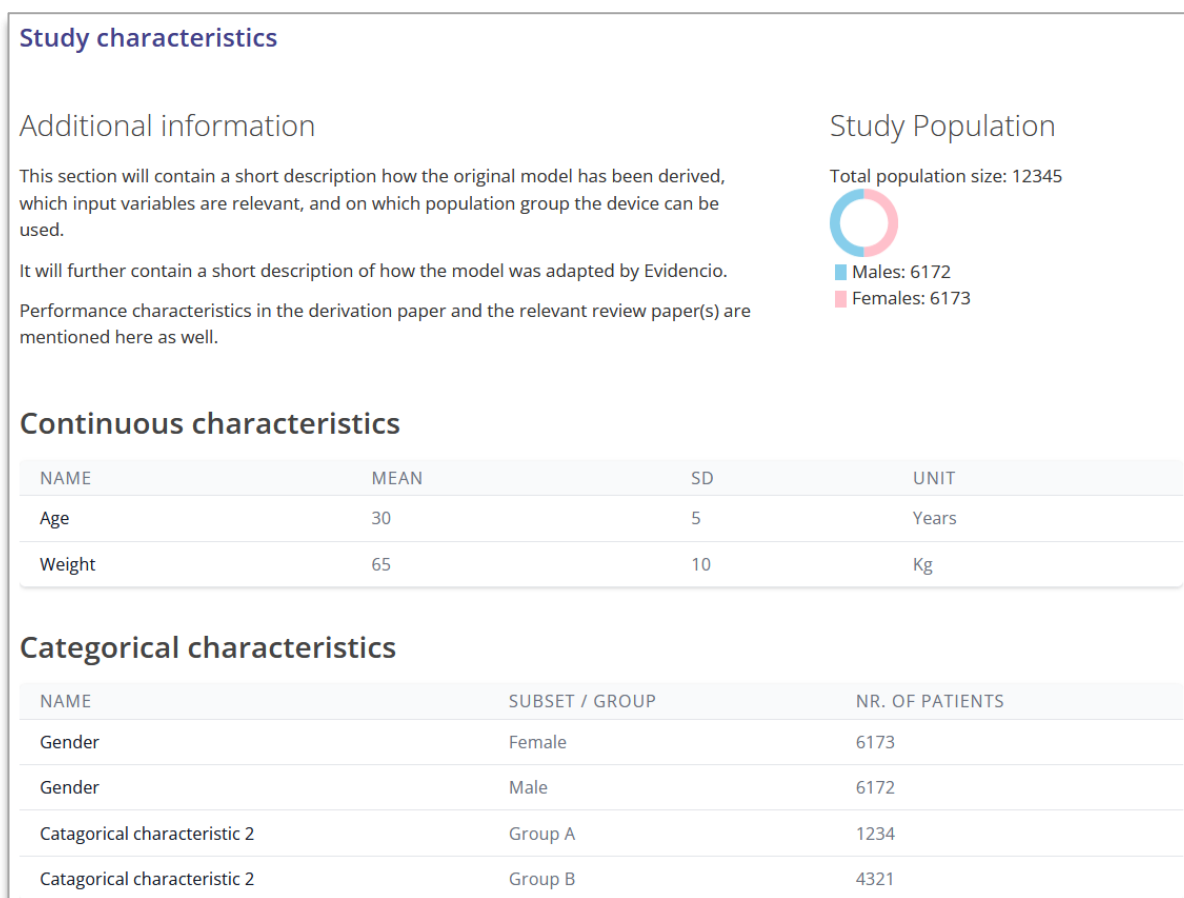 Study characteristics
Additional information
This section will contain a short description how the original model has been derived,
which input variables are relevant, and on which population group the device can be
used.
It will further contain a short description of how the model was adapted by Evidencio.
Performance characteristics in the derivation paper and the relevant review paper(s) are
mentioned here as well.
Study Population
Total population size: 12345
Males: 6172
Females: 6173
Continuous characteristics
NAME MEAN SD UNIT
Age 30 5 Years
Weight 65 10 Kg
Categorical characteristics
NAME SUBSET / GROUP NR. OF PATIENTS
Gender Female 6173
Gender Male 6172
Catagorical characteristic 2 Group A 1234
Catagorical characteristic 2 Group B 4321